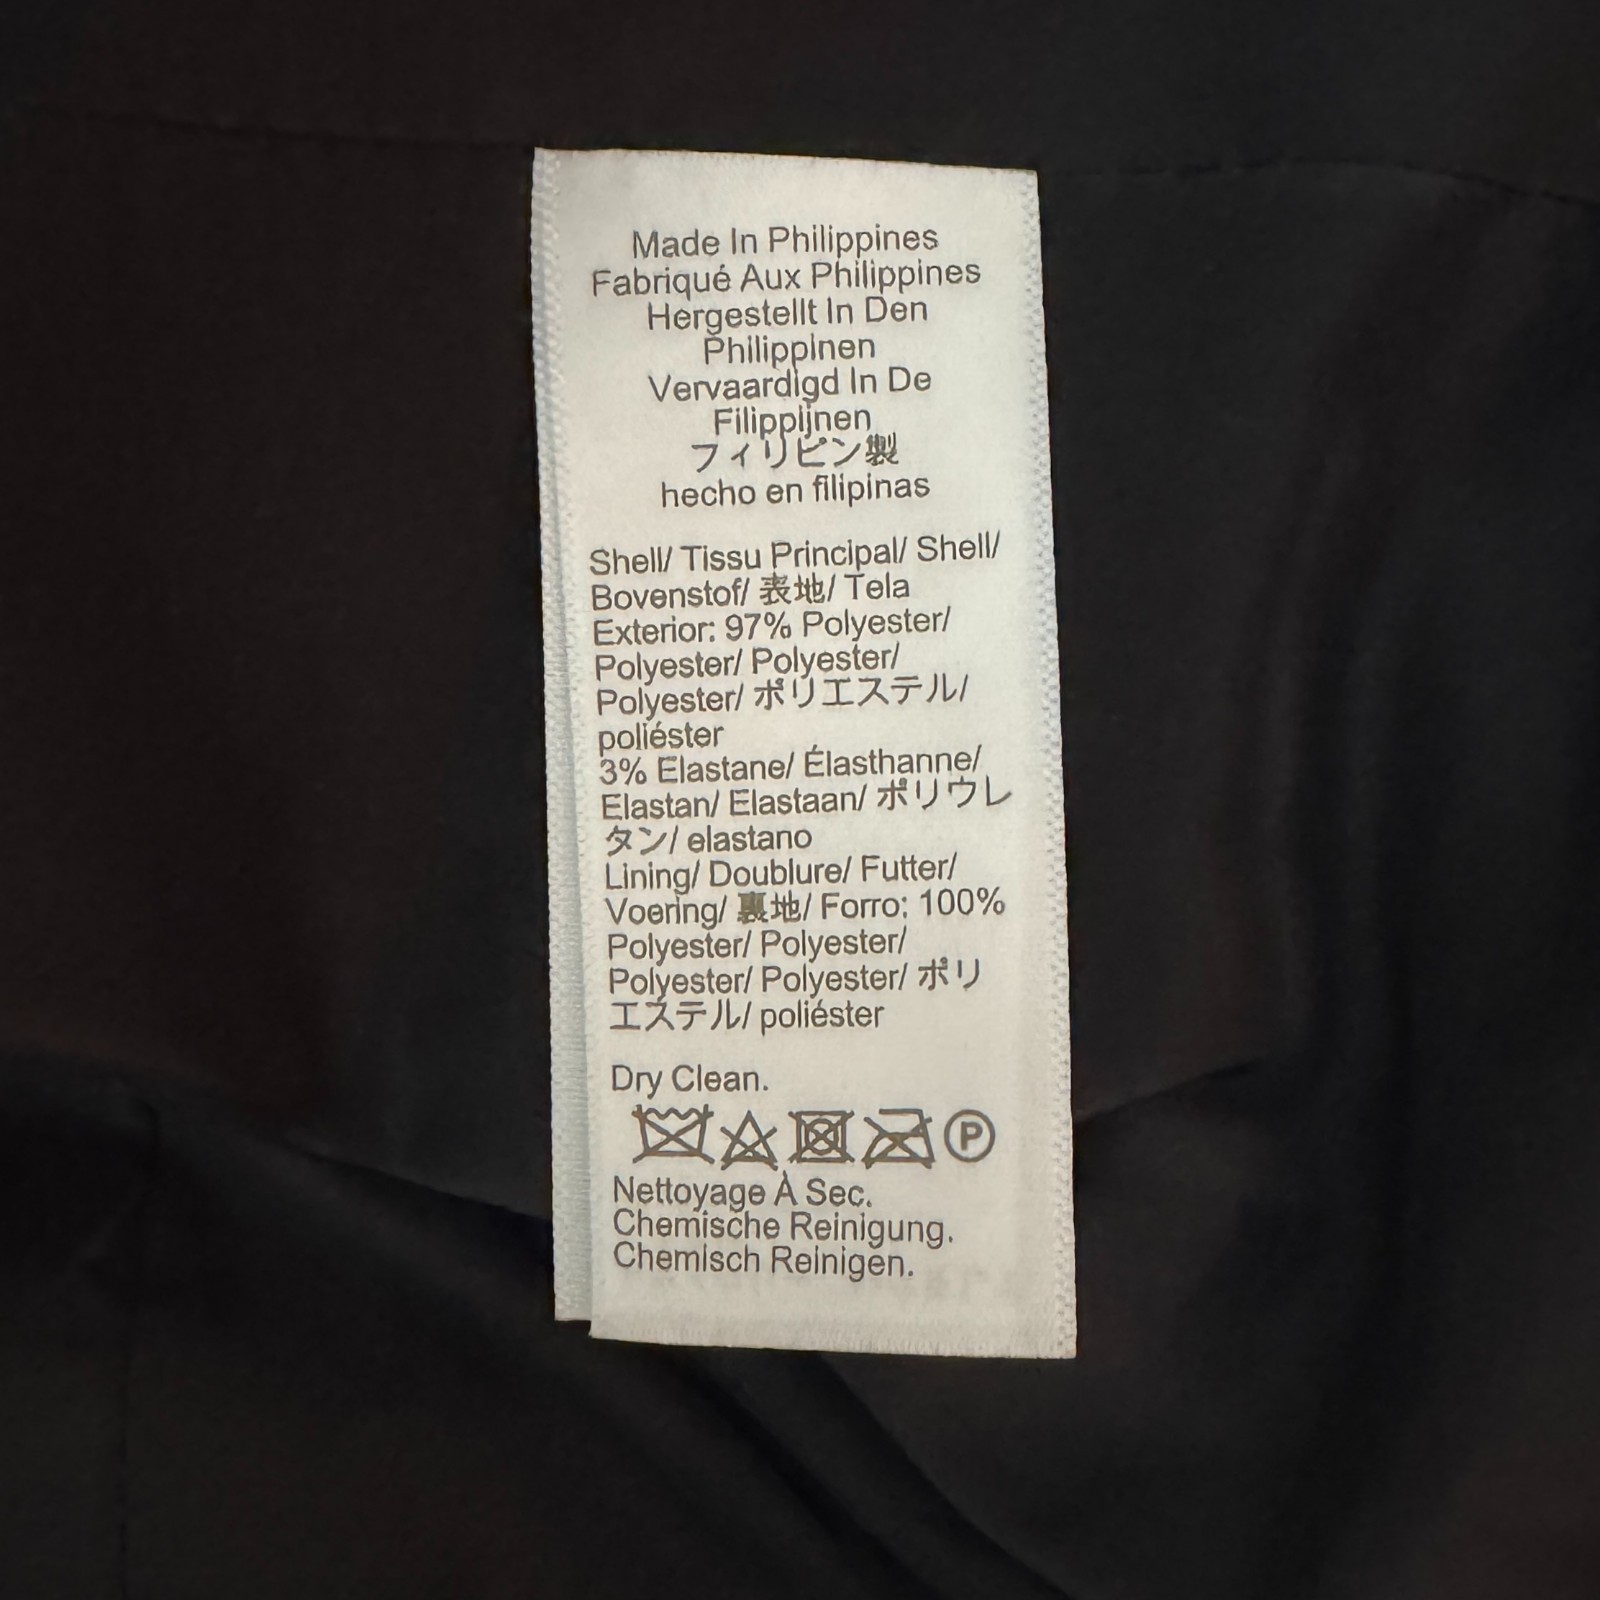 Made In Philippines
Fabriqué Aux Philippines
Hergestellt In Den
Philippinen
Vervaardigd In De
Filippijnen
フィリピン製
hecho en filipinas
Shell/ Tissu Principal/ Shell/
Bovenstof/ 表地/ Tela
Exterior: 97% Polyester/
Polyester/ Polyester/
Polyester/ ポリエステル/
poliéster
3% Elastane/ Élasthanne/
Elastan/ Elastaan/ ポリウレ
タン/ elastano
Lining/ Doublure/ Futter/
Voering/ 裏地/ Forro: 100%
Polyester/ Polyester/
Polyester/ Polyester/ ポリ
エステル/ poliéster
Dry Clean.
P
Nettoyage À Sec.
Chemische Reinigung.
Chemisch Reinigen.